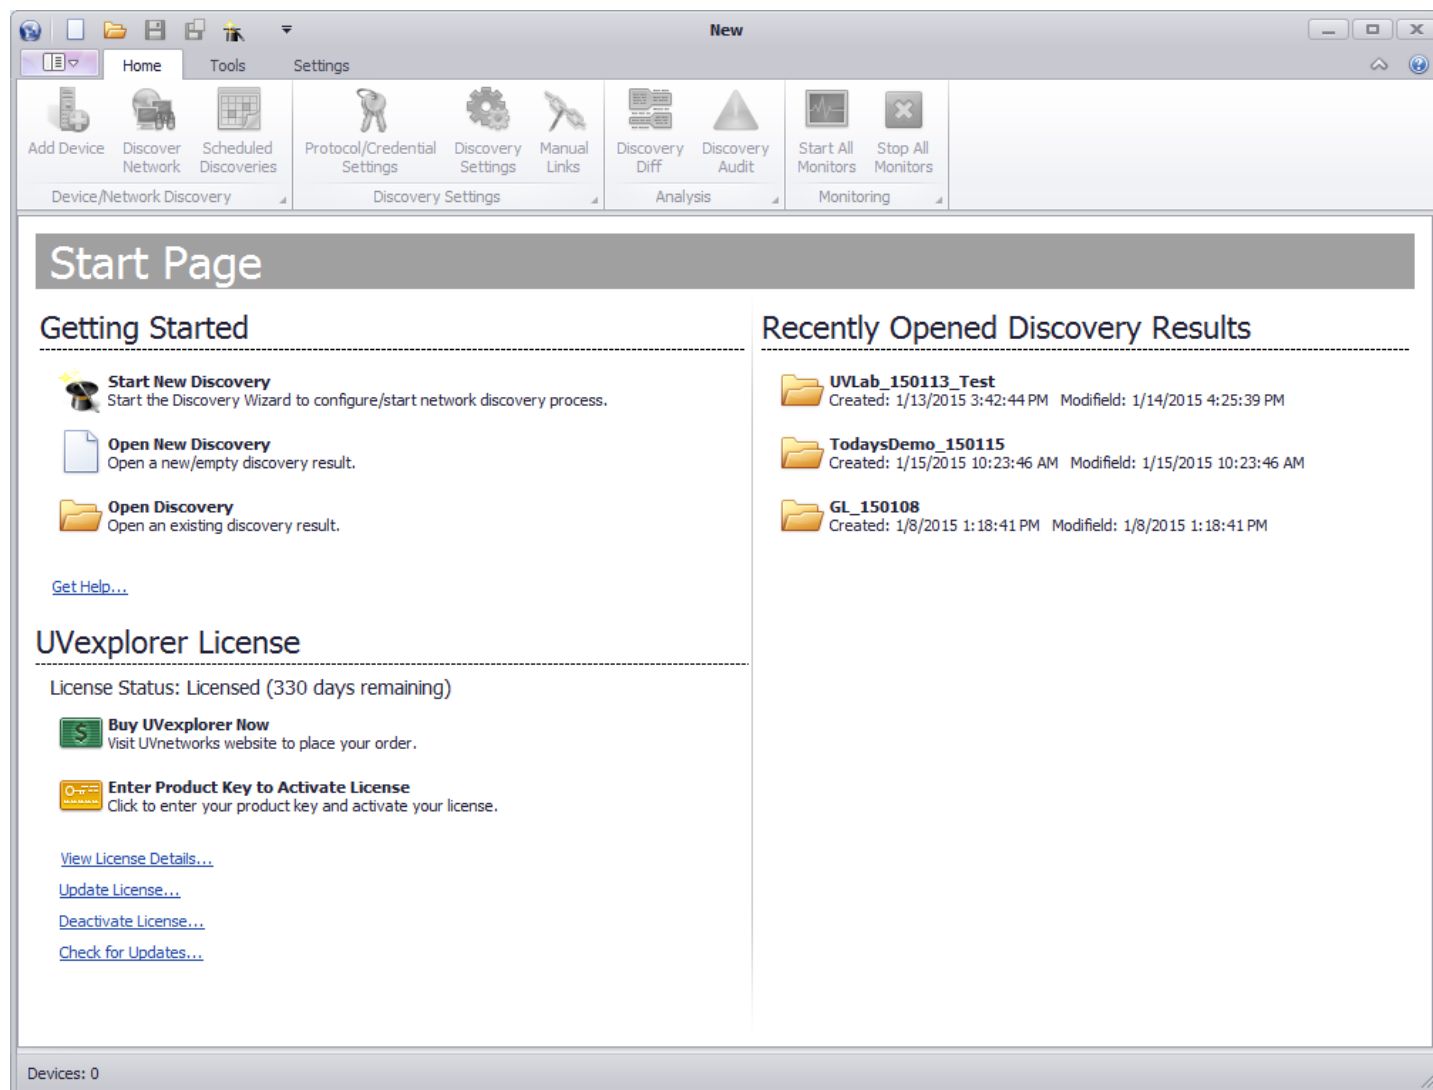 New
Home Tools Settings
Add Device Discover Network Scheduled Discoveries Protocol/Credential Settings Discovery Settings Manual Links Discovery Diff Discovery Audit Start All Monitors Stop All Monitors
Device/Network Discovery Discovery Settings Analysis Monitoring
Start Page
Getting Started
Start New Discovery
Start the Discovery Wizard to configure/start network discovery process.
Open New Discovery
Open a new/empty discovery result.
Open Discovery
Open an existing discovery result.
Get Help...
UVexplorer License
License Status: Licensed (330 days remaining)
Buy UVexplorer Now
Visit UVnetworks website to place your order.
Enter Product Key to Activate License
Click to enter your product key and activate your license.
View License Details...
Update License...
Deactivate License...
Check for Updates...
Recently Opened Discovery Results
UVLab_150113_Test
Created: 1/13/2015 3:42:44 PM Modifield: 1/14/2015 4:25:39 PM
TodaysDemo_150115
Created: 1/15/2015 10:23:46 AM Modifield: 1/15/2015 10:23:46 AM
GL_150108
Created: 1/8/2015 1:18:41 PM Modifield: 1/8/2015 1:18:41 PM
Devices: 0